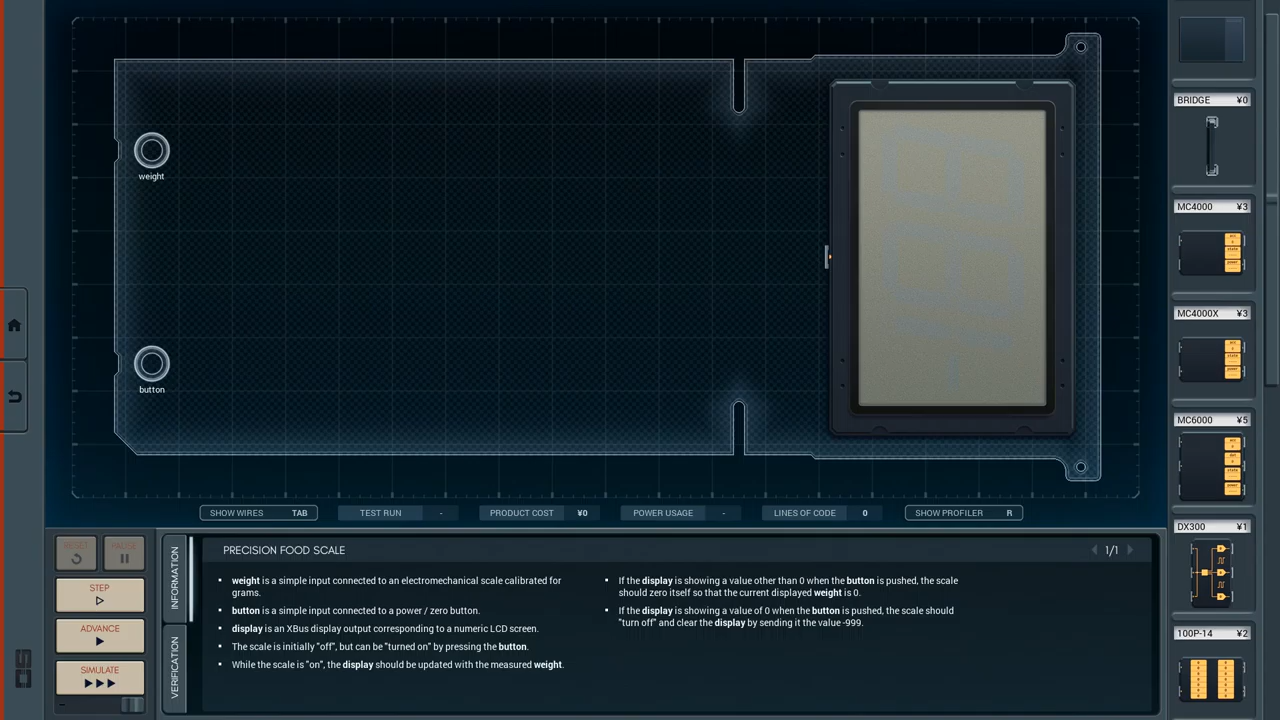 weight
button
BRIDGE ¥0
MC4000 ¥3
MC4000X ¥3
MC6000 ¥5
DX300 ¥1
100P-14 ¥2
SHOW WIRES TAB
TEST RUN -
PRODUCT COST ¥0
POWER USAGE -
LINES OF CODE 0
SHOW PROFILER R
RESET
PAUSE
STEP
ADVANCE
SIMULATE
INFORMATION
VERIFICATION
PRECISION FOOD SCALE
1/1
▪ weight is a simple input connected to an electromechanical scale calibrated for
grams.
▪ button is a simple input connected to a power / zero button.
▪ display is an XBus display output corresponding to a numeric LCD screen.
▪ The scale is initially "off", but can be "turned on" by pressing the button.
▪ While the scale is "on", the display should be updated with the measured weight.
▪ If the display is showing a value other than 0 when the button is pushed, the scale
should zero itself so that the current displayed weight is 0.
▪ If the display is showing a value of 0 when the button is pushed, the scale should
"turn off" and clear the display by sending it the value -999.